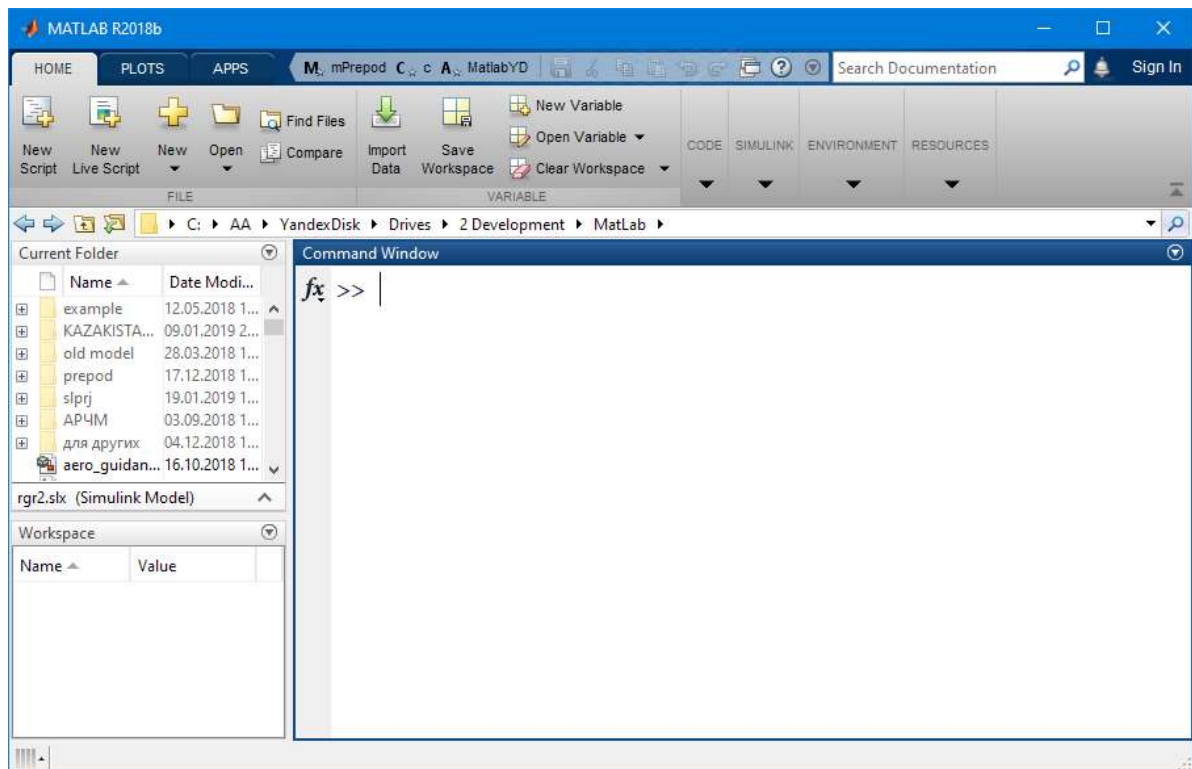 MATLAB R2018b
HOME PLOTS APPS M mPrepod C c A MatlabYD Search Documentation Sign In
New Script
New Live Script
New
Open
Find Files
Compare
FILE
Import Data
Save Workspace
New Variable
Open Variable
Clear Workspace
VARIABLE
CODE SIMULINK ENVIRONMENT RESOURCES
C: AA YandexDisk Drives 2 Development MatLab
Current Folder
Name Date Modi...
example 12.05.2018 1...
KAZAKISTA... 09.01.2019 2...
old model 28.03.2018 1...
prepod 17.12.2018 1...
slprj 19.01.2019 1...
АРЧМ 03.09.2018 1...
для других 04.12.2018 1...
aero_guidan... 16.10.2018 1...
rgr2.slx (Simulink Model)
Workspace
Name Value
Command Window
fx >>